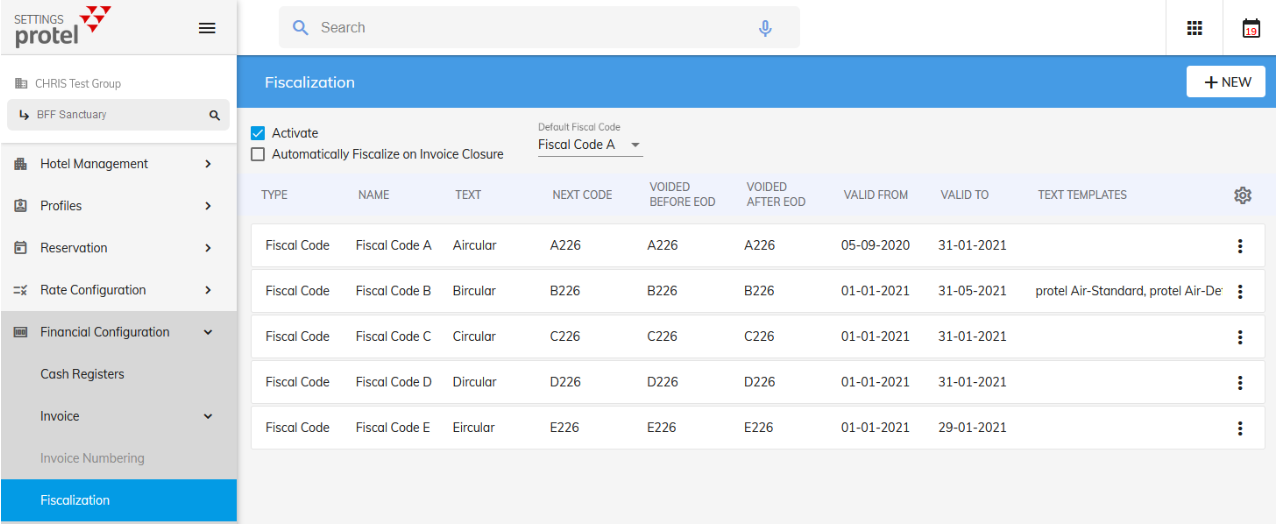 SETTINGS
protel
Search
19
CHRIS Test Group
BFF Sanctuary
Hotel Management
Profiles
Reservation
Rate Configuration
Financial Configuration
Cash Registers
Invoice
Invoice Numbering
Fiscalization
Fiscalization
+ NEW
Activate
Automatically Fiscalize on Invoice Closure
Default Fiscal Code
Fiscal Code A
TYPE NAME TEXT NEXT CODE VOIDED BEFORE EOD VOIDED AFTER EOD VALID FROM VALID TO TEXT TEMPLATES
Fiscal Code Fiscal Code A Aircular A226 A226 A226 05-09-2020 31-01-2021
Fiscal Code Fiscal Code B Bircular B226 B226 B226 01-01-2021 31-05-2021 protel Air-Standard, protel Air-De
Fiscal Code Fiscal Code C Circular C226 C226 C226 01-01-2021 31-01-2021
Fiscal Code Fiscal Code D Dircular D226 D226 D226 01-01-2021 31-01-2021
Fiscal Code Fiscal Code E Eircular E226 E226 E226 01-01-2021 29-01-2021